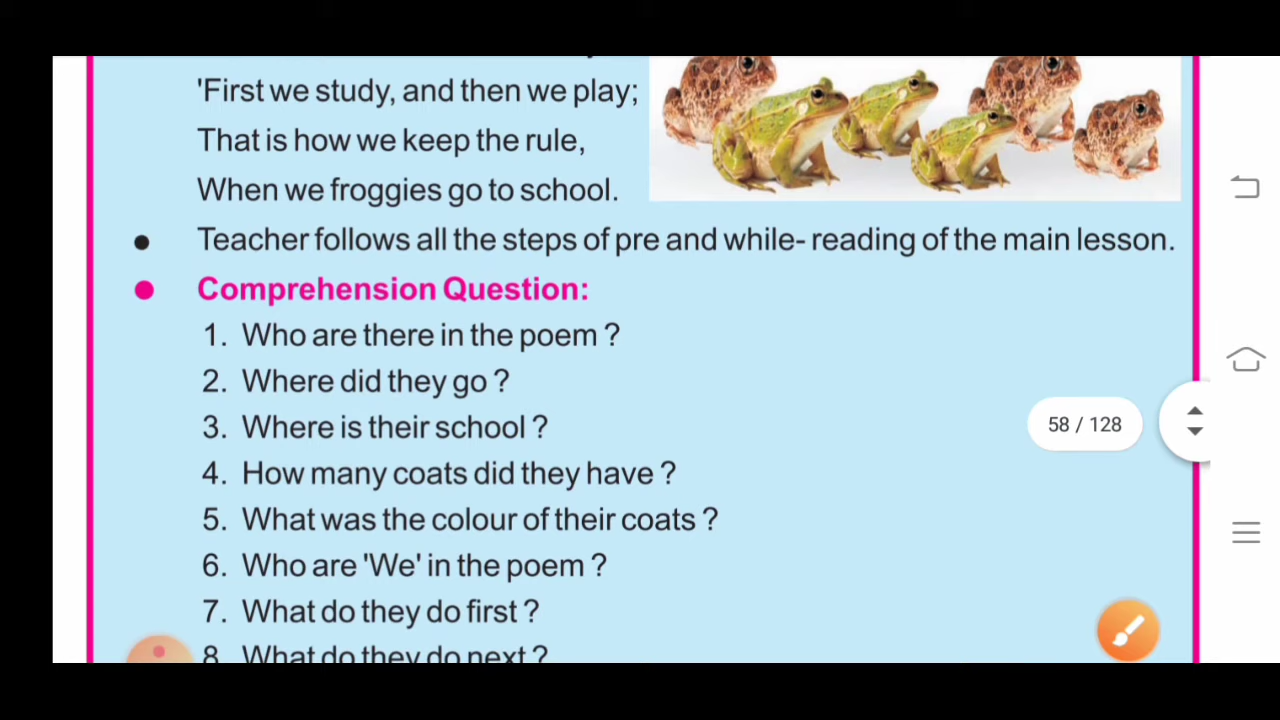 'First we study, and then we play;
That is how we keep the rule,
When we froggies go to school.
● Teacher follows all the steps of pre and while- reading of the main lesson.
● Comprehension Question:
1. Who are there in the poem ?
2. Where did they go ?
3. Where is their school ?
4. How many coats did they have ?
5. What was the colour of their coats ?
6. Who are 'We' in the poem ?
7. What do they do first ?
8. What do they do next ?
58 / 128